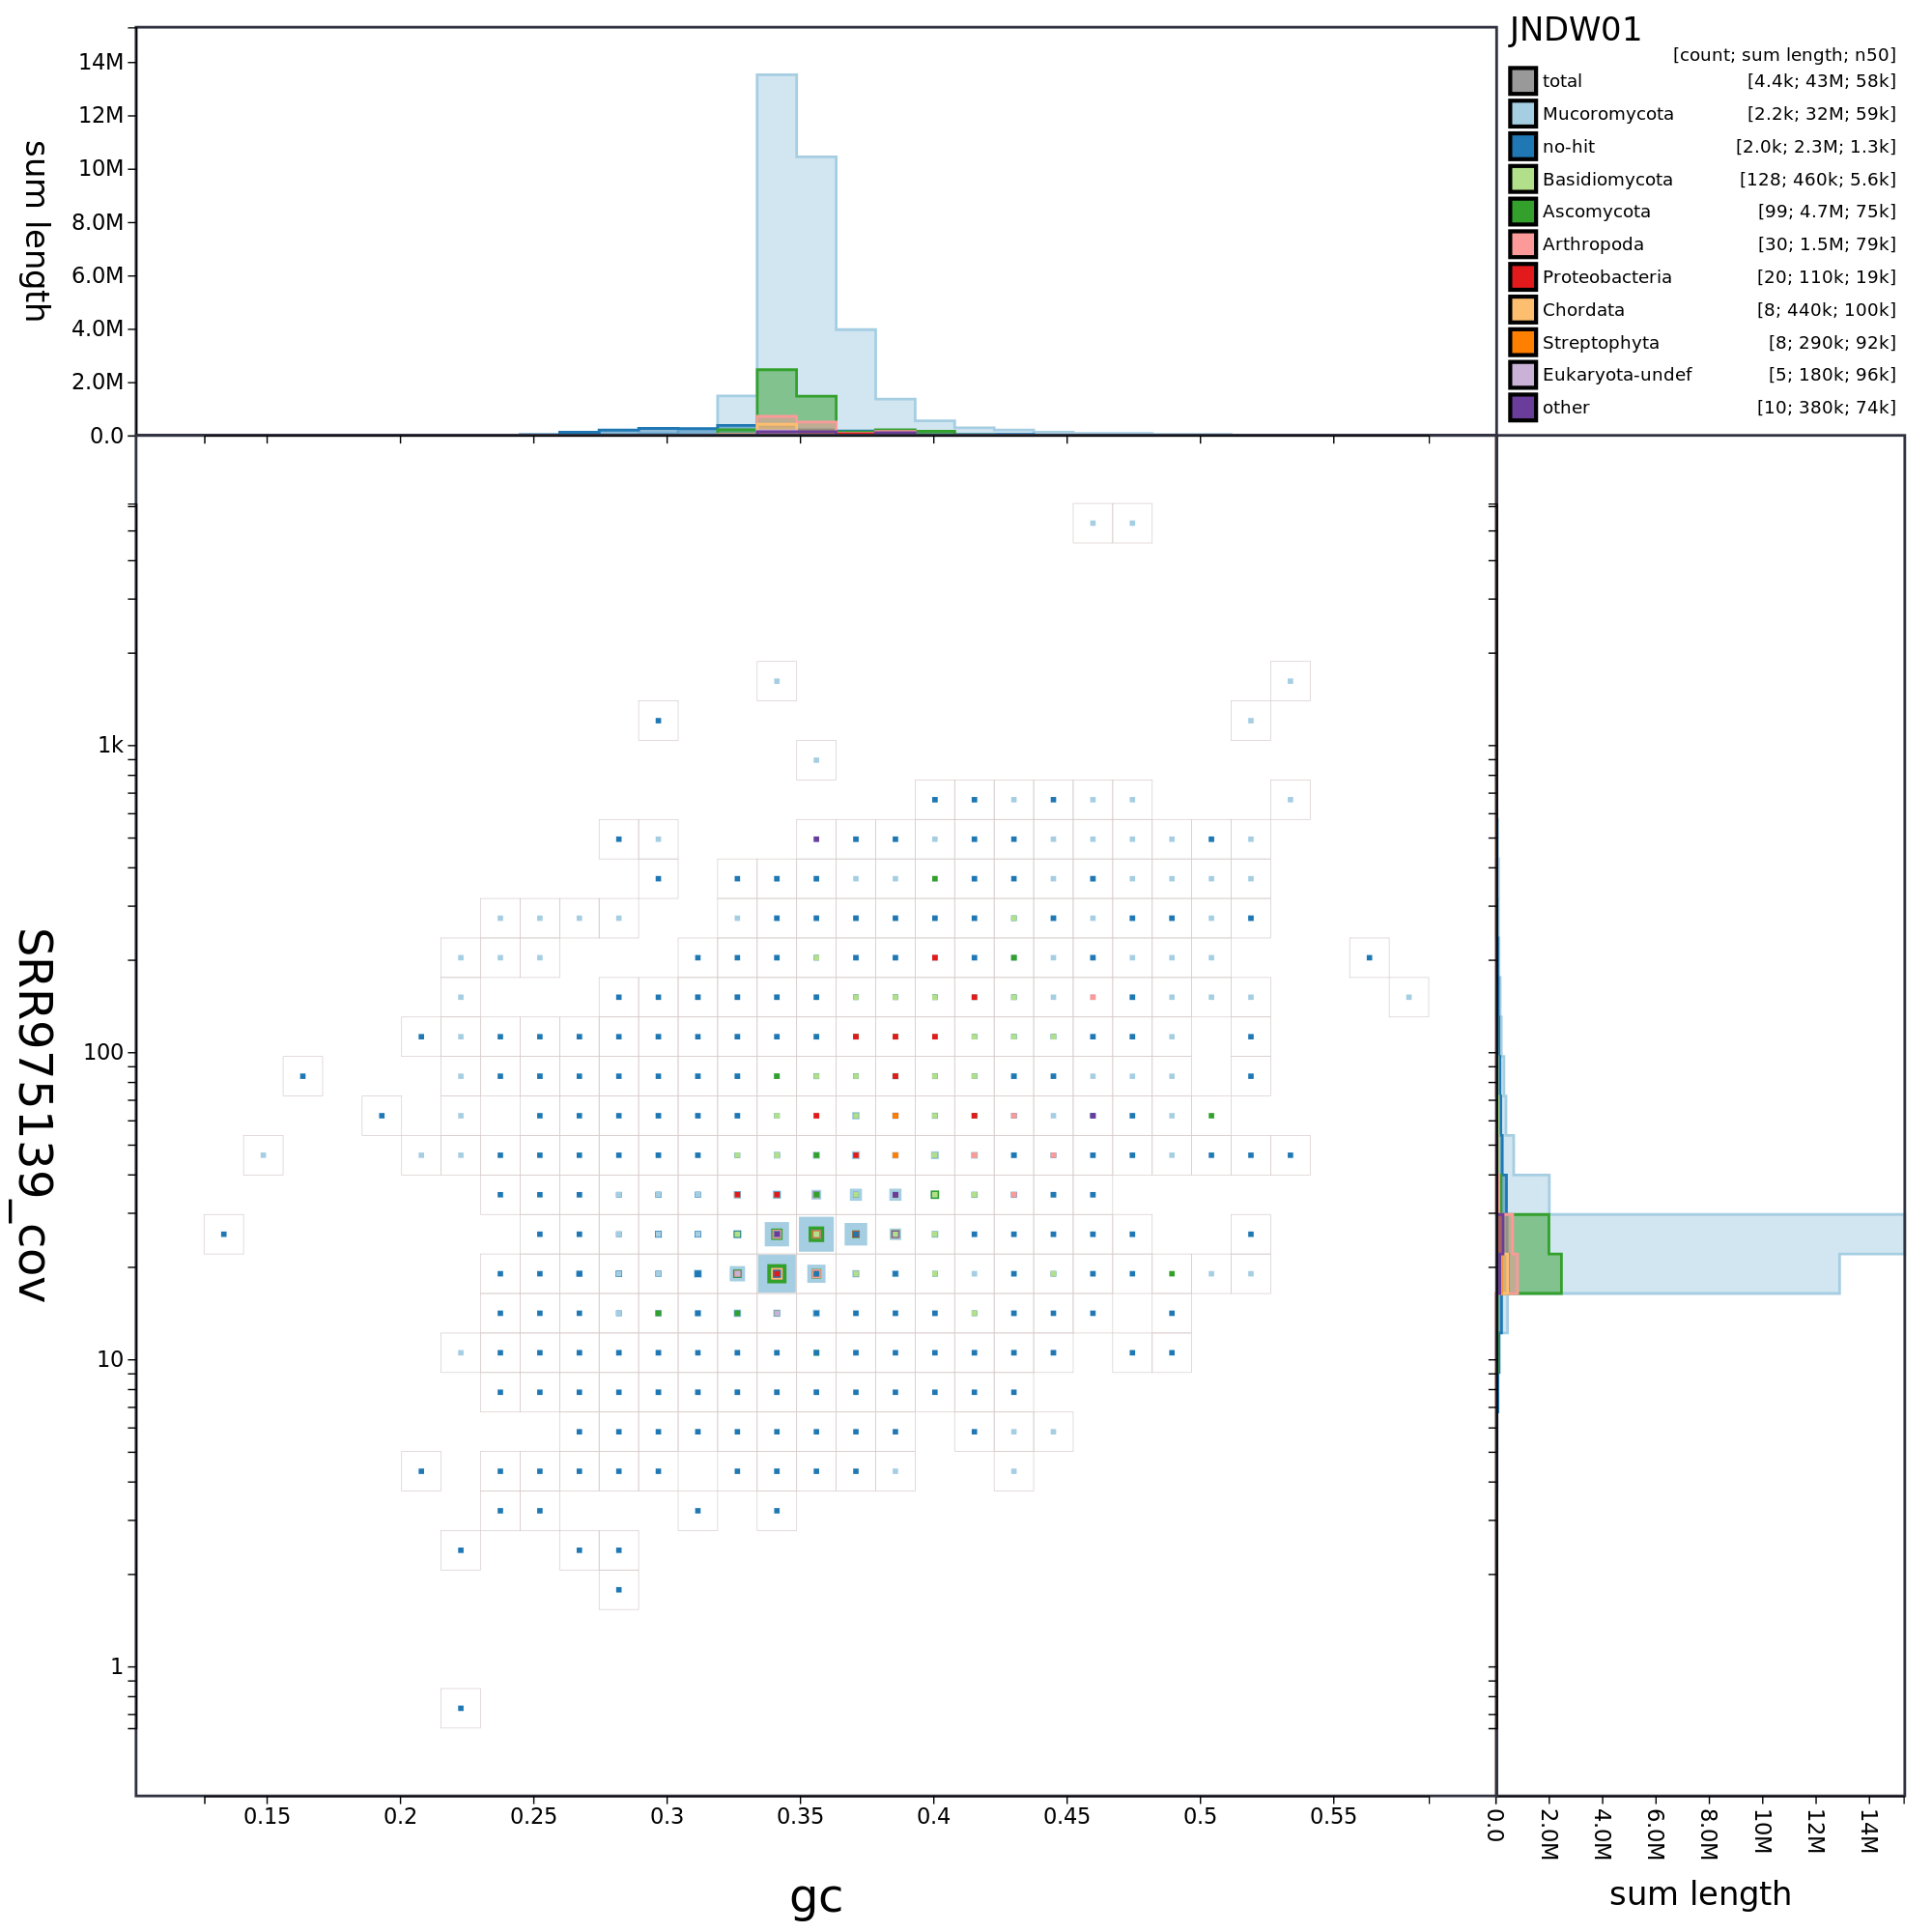 JNDW01
[count; sum length; n50]
total [4.4k; 43M; 58k]
Mucoromycota [2.2k; 32M; 59k]
no-hit [2.0k; 2.3M; 1.3k]
Basidiomycota [128; 460k; 5.6k]
Ascomycota [99; 4.7M; 75k]
Arthropoda [30; 1.5M; 79k]
Proteobacteria [20; 110k; 19k]
Chordata [8; 440k; 100k]
Streptophyta [8; 290k; 92k]
Eukaryota-undef [5; 180k; 96k]
other [10; 380k; 74k]
sum length
14M
12M
10M
8.0M
6.0M
4.0M
2.0M
0.0
SRR975139_cov
1k
100
10
1
0.15 0.2 0.25 0.3 0.35 0.4 0.45 0.5 0.55
gc
0.0 2.0M 4.0M 6.0M 8.0M 10M 12M 14M
sum length